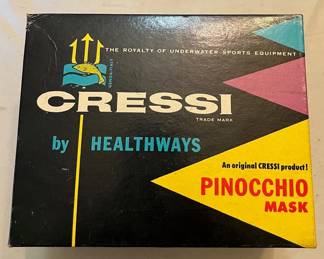 THE ROYALTY OF UNDERWATER SPORTS EQUIPMENT!
CRESSI
TRADE MARK
by HEALTHWAYS
An original CRESSI product!
PINOCCHIO
MASK